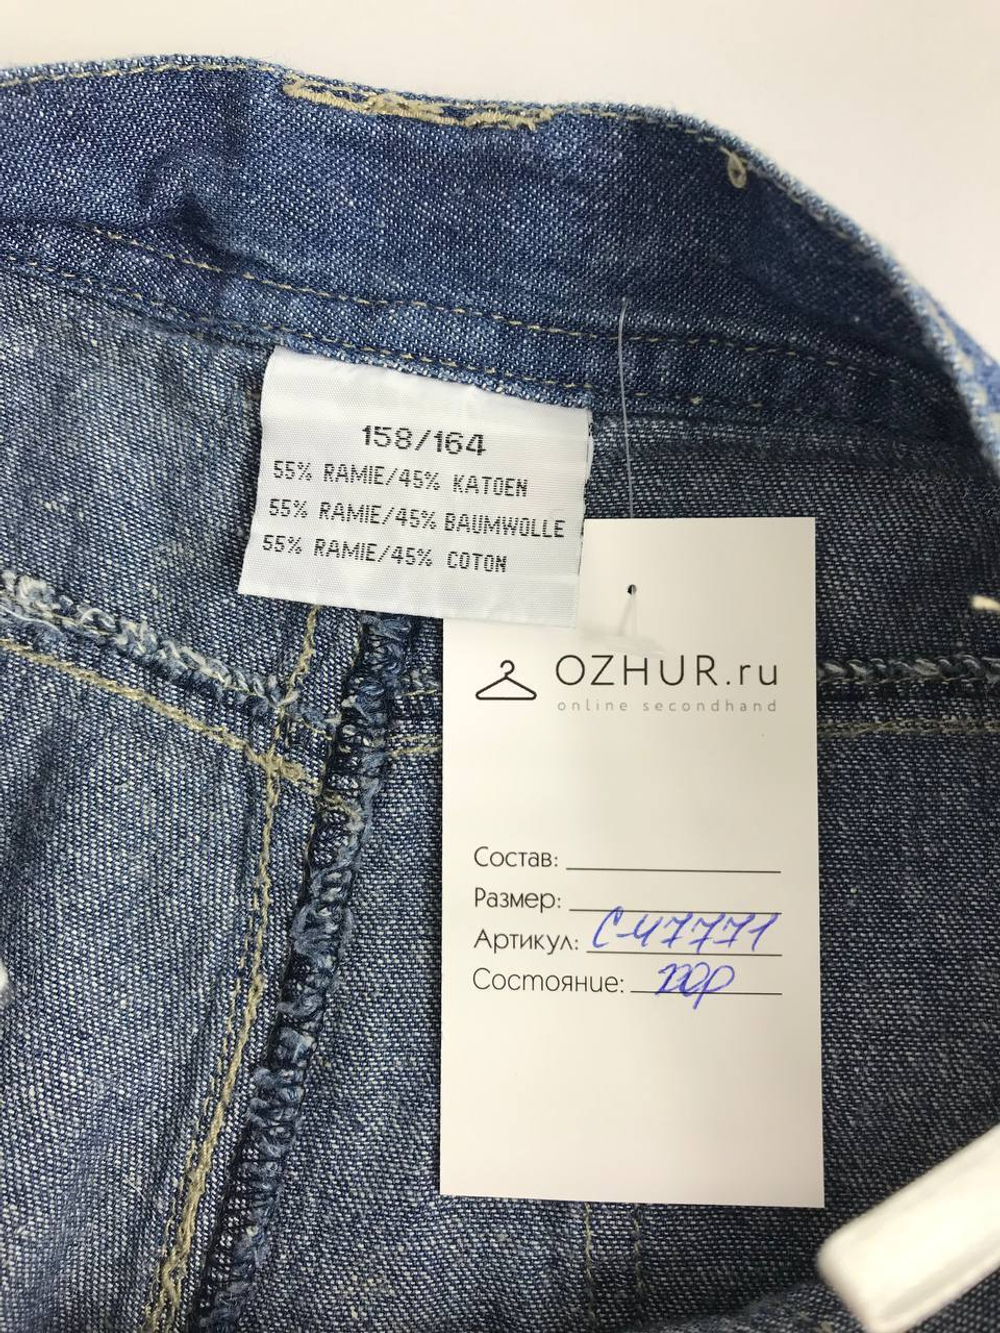 158/164
55% RAMIE/45% KATOEN
55% RAMIE/45% BAUMWOLLE
55% RAMIE/45% COTON
OZHUR.ru
online secondhand
Состав:
Размер:
Артикул: С-47771
Состояние: хор